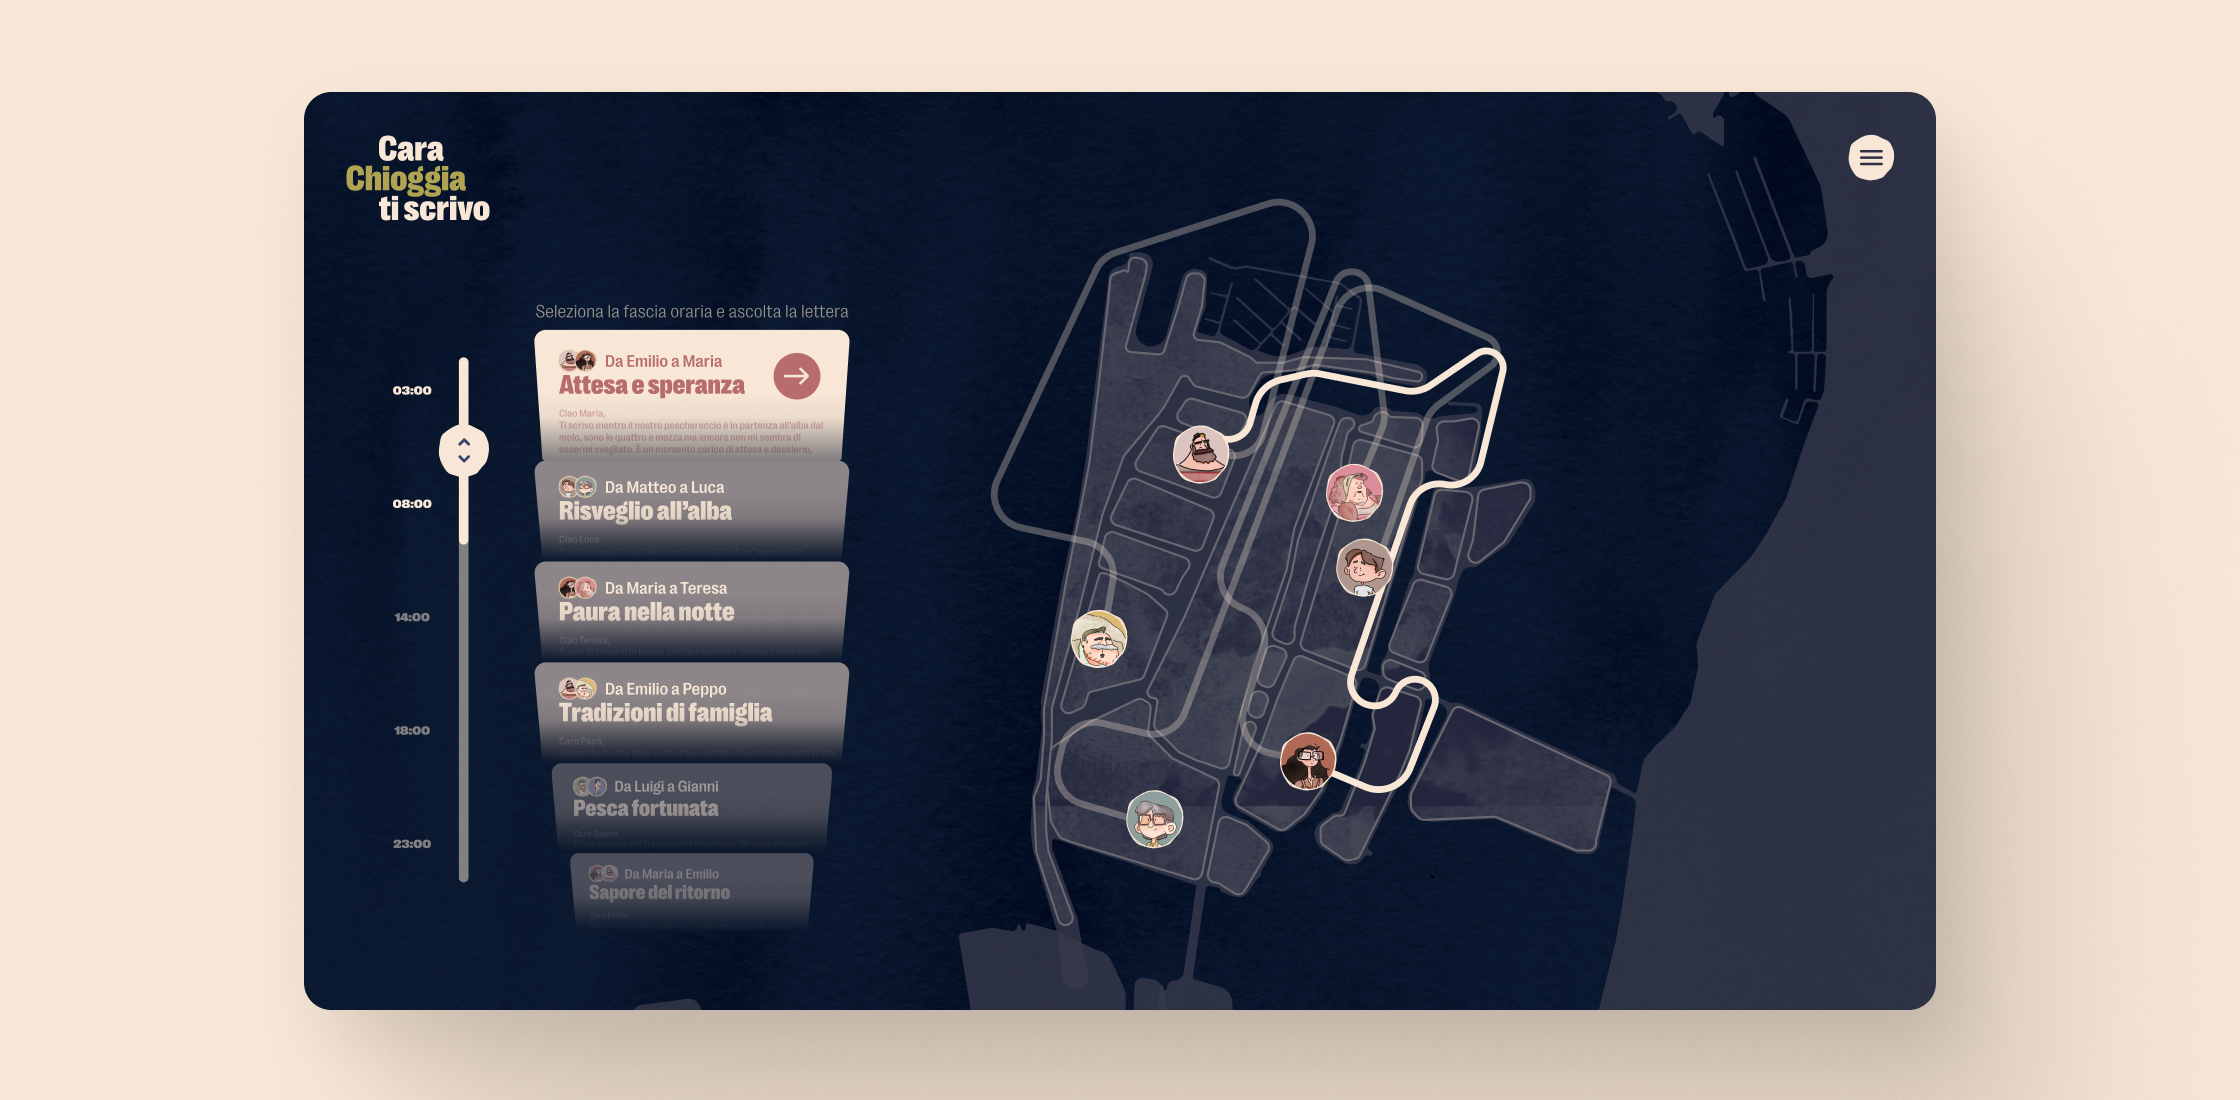 Cara
Chioggia
ti scrivo
Seleziona la fascia oraria e ascolta la lettera
03:00
08:00
14:00
18:00
23:00
Da Emilio a Maria
Attesa e speranza
Ciao Maria,
Ti scrivo mentre il nostro peschereccio è in partenza all'alba dal
molo, sono le quattro e mezza ma ancora non mi sembra di
essermi svegliato. È un momento carico di attesa e desiderio,
Da Matteo a Luca
Risveglio all'alba
Ciao Luca
Da Maria a Teresa
Paura nella notte
Ciao Teresa,
Da Emilio a Peppo
Tradizioni di famiglia
Caro Papà,
Da Luigi a Gianni
Pesca fortunata
Caro Gianni
Da Maria a Emilio
Sapore del ritorno
Caro Emilio,